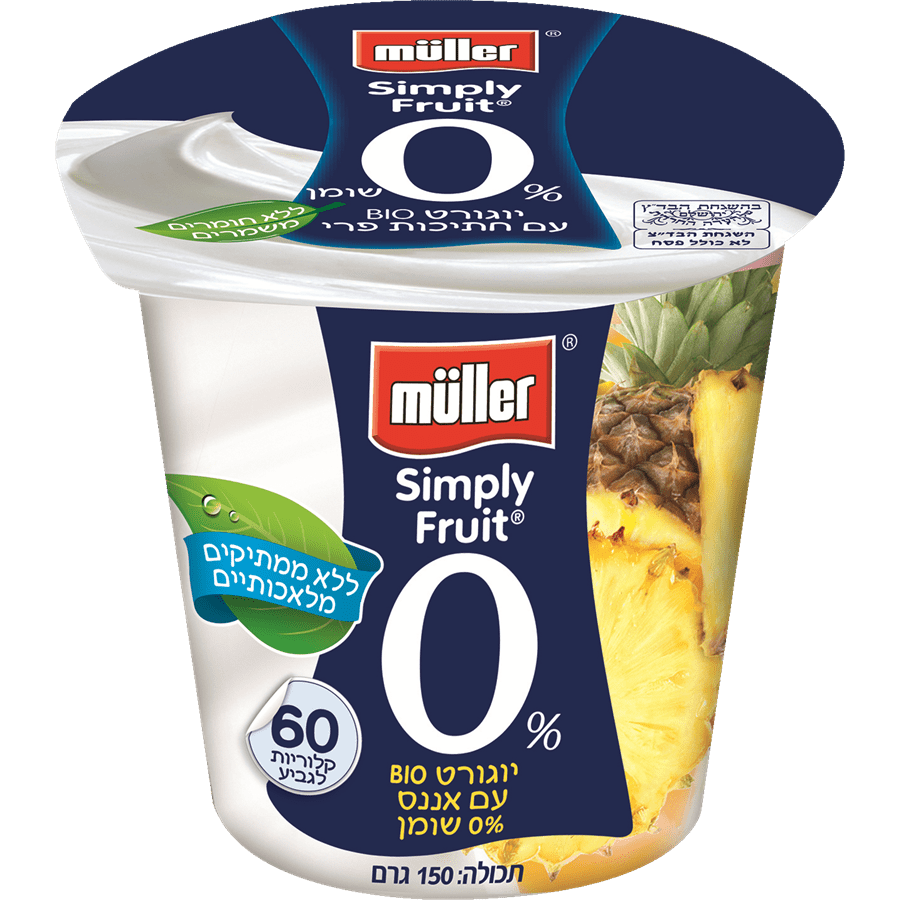 müller®
Simply
Fruit®
0%
שומן
יוגורט BIO
עם חתיכות פרי
ללא חומרים
משמרים
בהשגחת הבד״ץ
השגחת הבד״צ
לא כולל פסח
müller®
Simply
Fruit®
0%
ללא ממתיקים
מלאכותיים
60
קלוריות
לגביע
יוגורט BIO
עם אננס
0% שומן
תכולה: 150 גרם